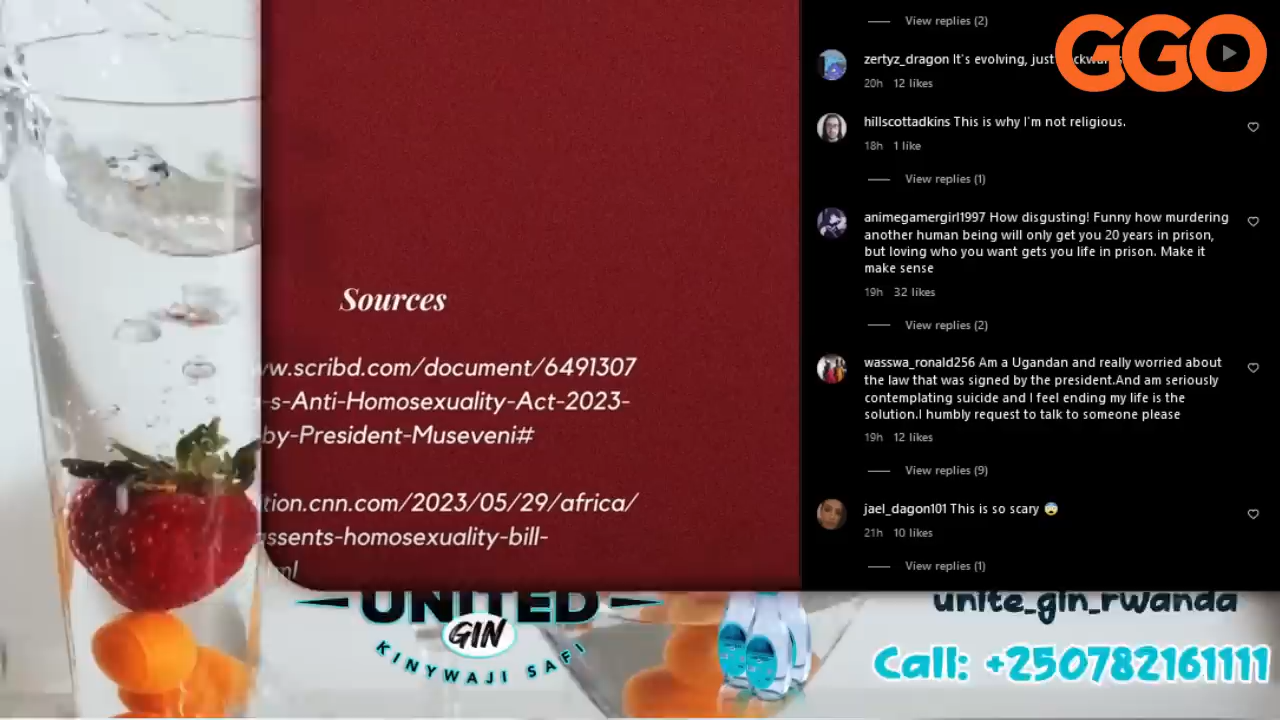 View replies (2)
GGO
zertyz_dragon It's evolving, just
20h 12 likes
hillscottadkins This is why I'm not religious.
18h 1 like
View replies (1)
animegamergirl1997 How disgusting! Funny how murdering
another human being will only get you 20 years in prison,
but loving who you want gets you life in prison. Make it
make sense
19h 32 likes
View replies (2)
wasswa_ronald256 Am a Ugandan and really worried about
the law that was signed by the president.And am seriously
contemplating suicide and I feel ending my life is the
solution.I humbly request to talk to someone please
19h 12 likes
View replies (9)
jael_dagon101 This is so scary 😨
21h 10 likes
View replies (1)
Sources
w.scribd.com/document/6491307
-s-Anti-Homosexuality-Act-2023-
by-President-Museveni#
tion.cnn.com/2023/05/29/africa/
assents-homosexuality-bill-
UNITED
GIN
KINYWAJI SAFI
unite_gin_rwanda
Call: +250782161111